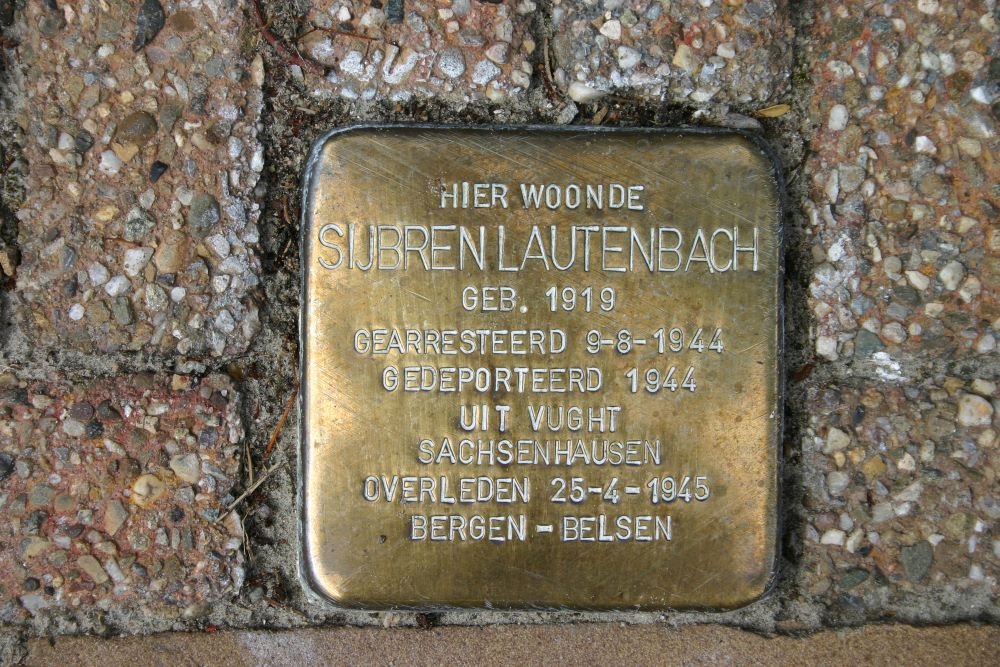 HIER WOONDE
SIJBREN LAUTENBACH
GEB. 1919
GEARRESTEERD 9-8-1944
GEDEPORTEERD 1944
UIT VUGHT
SACHSENHAUSEN
OVERLEDEN 25-4-1945
BERGEN-BELSEN